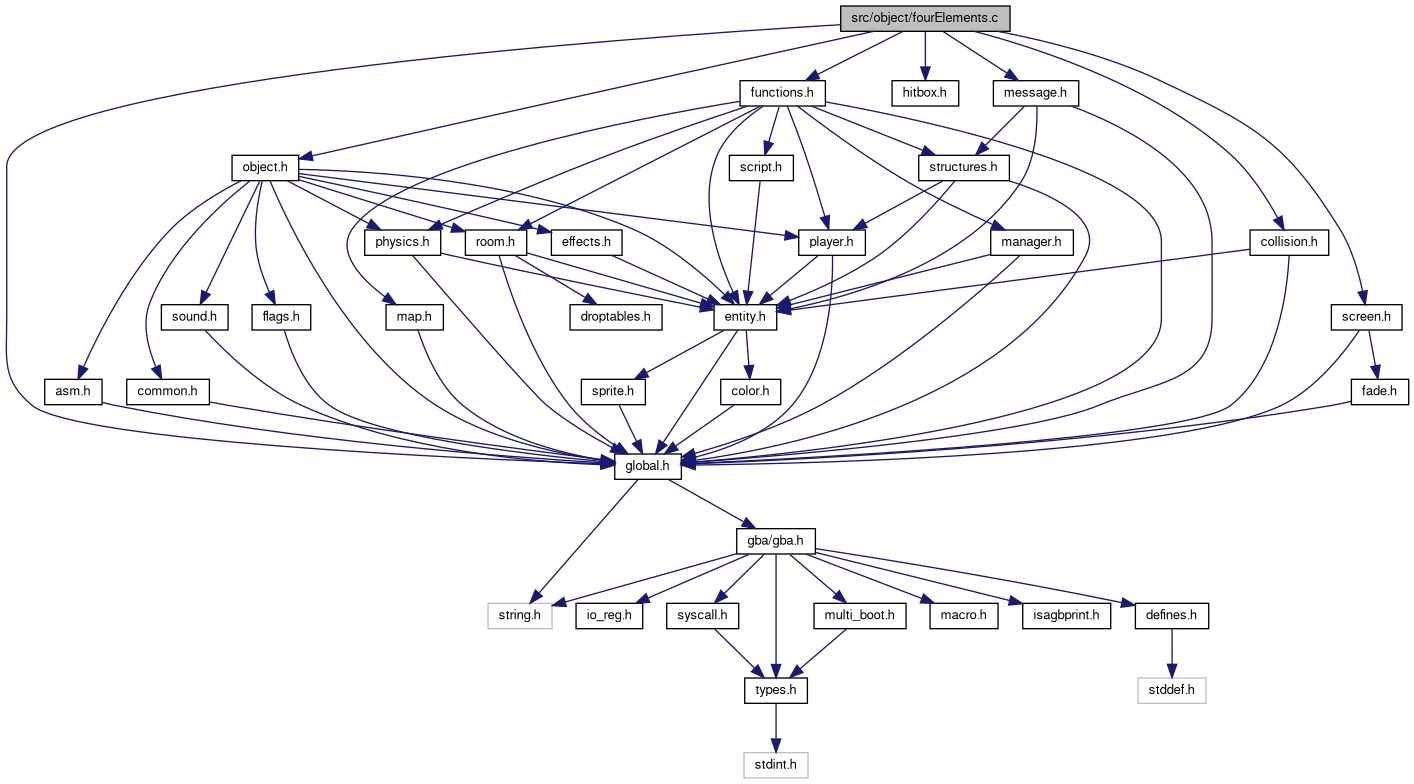 src/object/fourElements.c
functions.h
hitbox.h
message.h
object.h
script.h
structures.h
physics.h
room.h
effects.h
player.h
manager.h
collision.h
sound.h
flags.h
map.h
droptables.h
entity.h
screen.h
asm.h
common.h
sprite.h
color.h
fade.h
global.h
gba/gba.h
string.h
io_reg.h
syscall.h
multi_boot.h
macro.h
isagbprint.h
defines.h
types.h
stddef.h
stdint.h